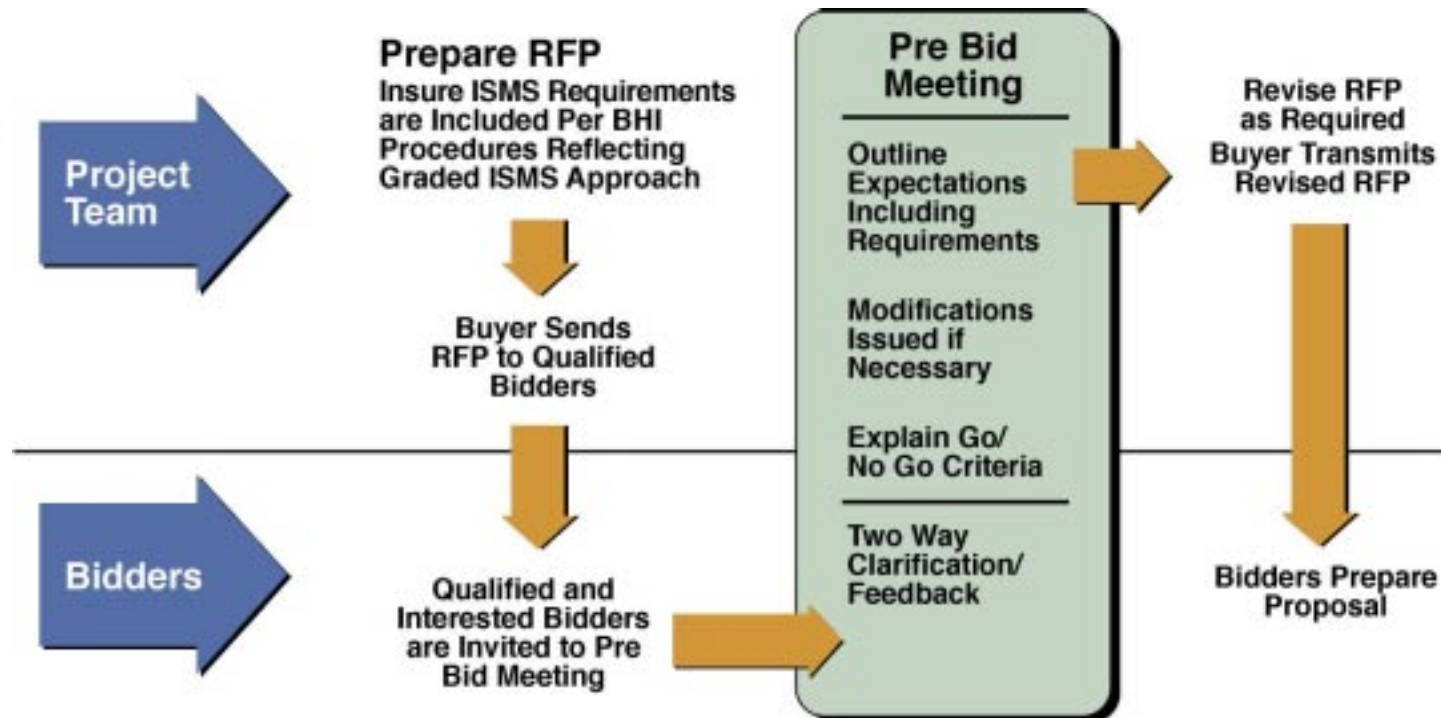 Project
Team
Prepare RFP
Insure ISMS Requirements
are Included Per BHI
Procedures Reflecting
Graded ISMS Approach
Buyer Sends
RFP to Qualified
Bidders
Pre Bid
Meeting
Outline
Expectations
Including
Requirements
Modifications
Issued if
Necessary
Explain Go/
No Go Criteria
Two Way
Clarification/
Feedback
Revise RFP
as Required
Buyer Transmits
Revised RFP
Bidders
Qualified and
Interested Bidders
are Invited to Pre
Bid Meeting
Bidders Prepare
Proposal